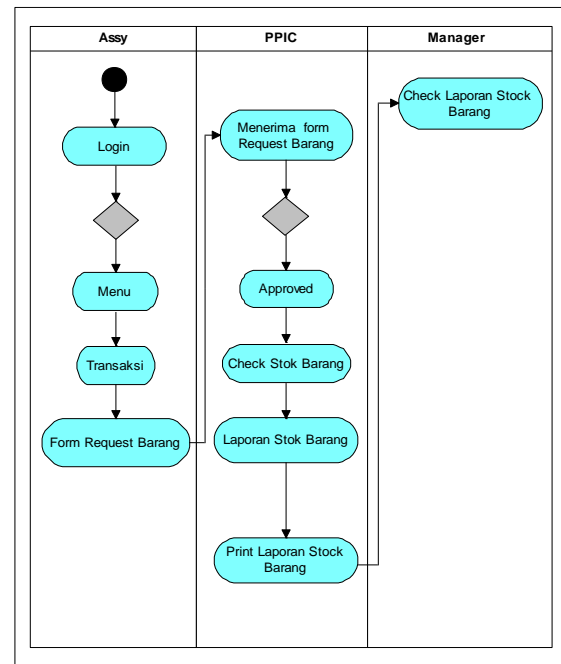 Assy
PPIC
Manager
Login
Menu
Transaksi
Form Request Barang
Menerima form
Request Barang
Approved
Check Stok Barang
Laporan Stok Barang
Print Laporan Stock
Barang
Check Laporan Stock
Barang